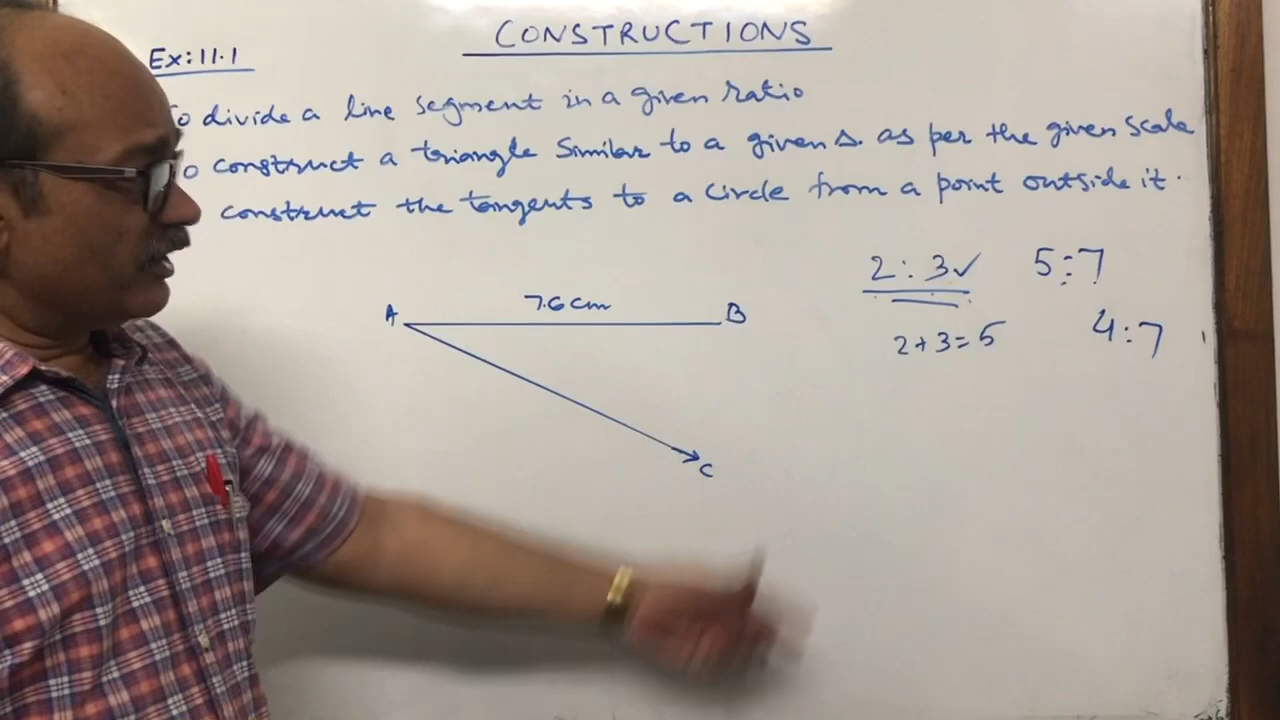 CONSTRUCTIONS
Ex:11.1
To divide a line segment in a given ratio
To construct a triangle similar to a given Δ. as per the given scale
construct the tangents to a circle from a point outside it.
2:3✓ 5:7
A 7.6cm B
2+3=5 4:7
C